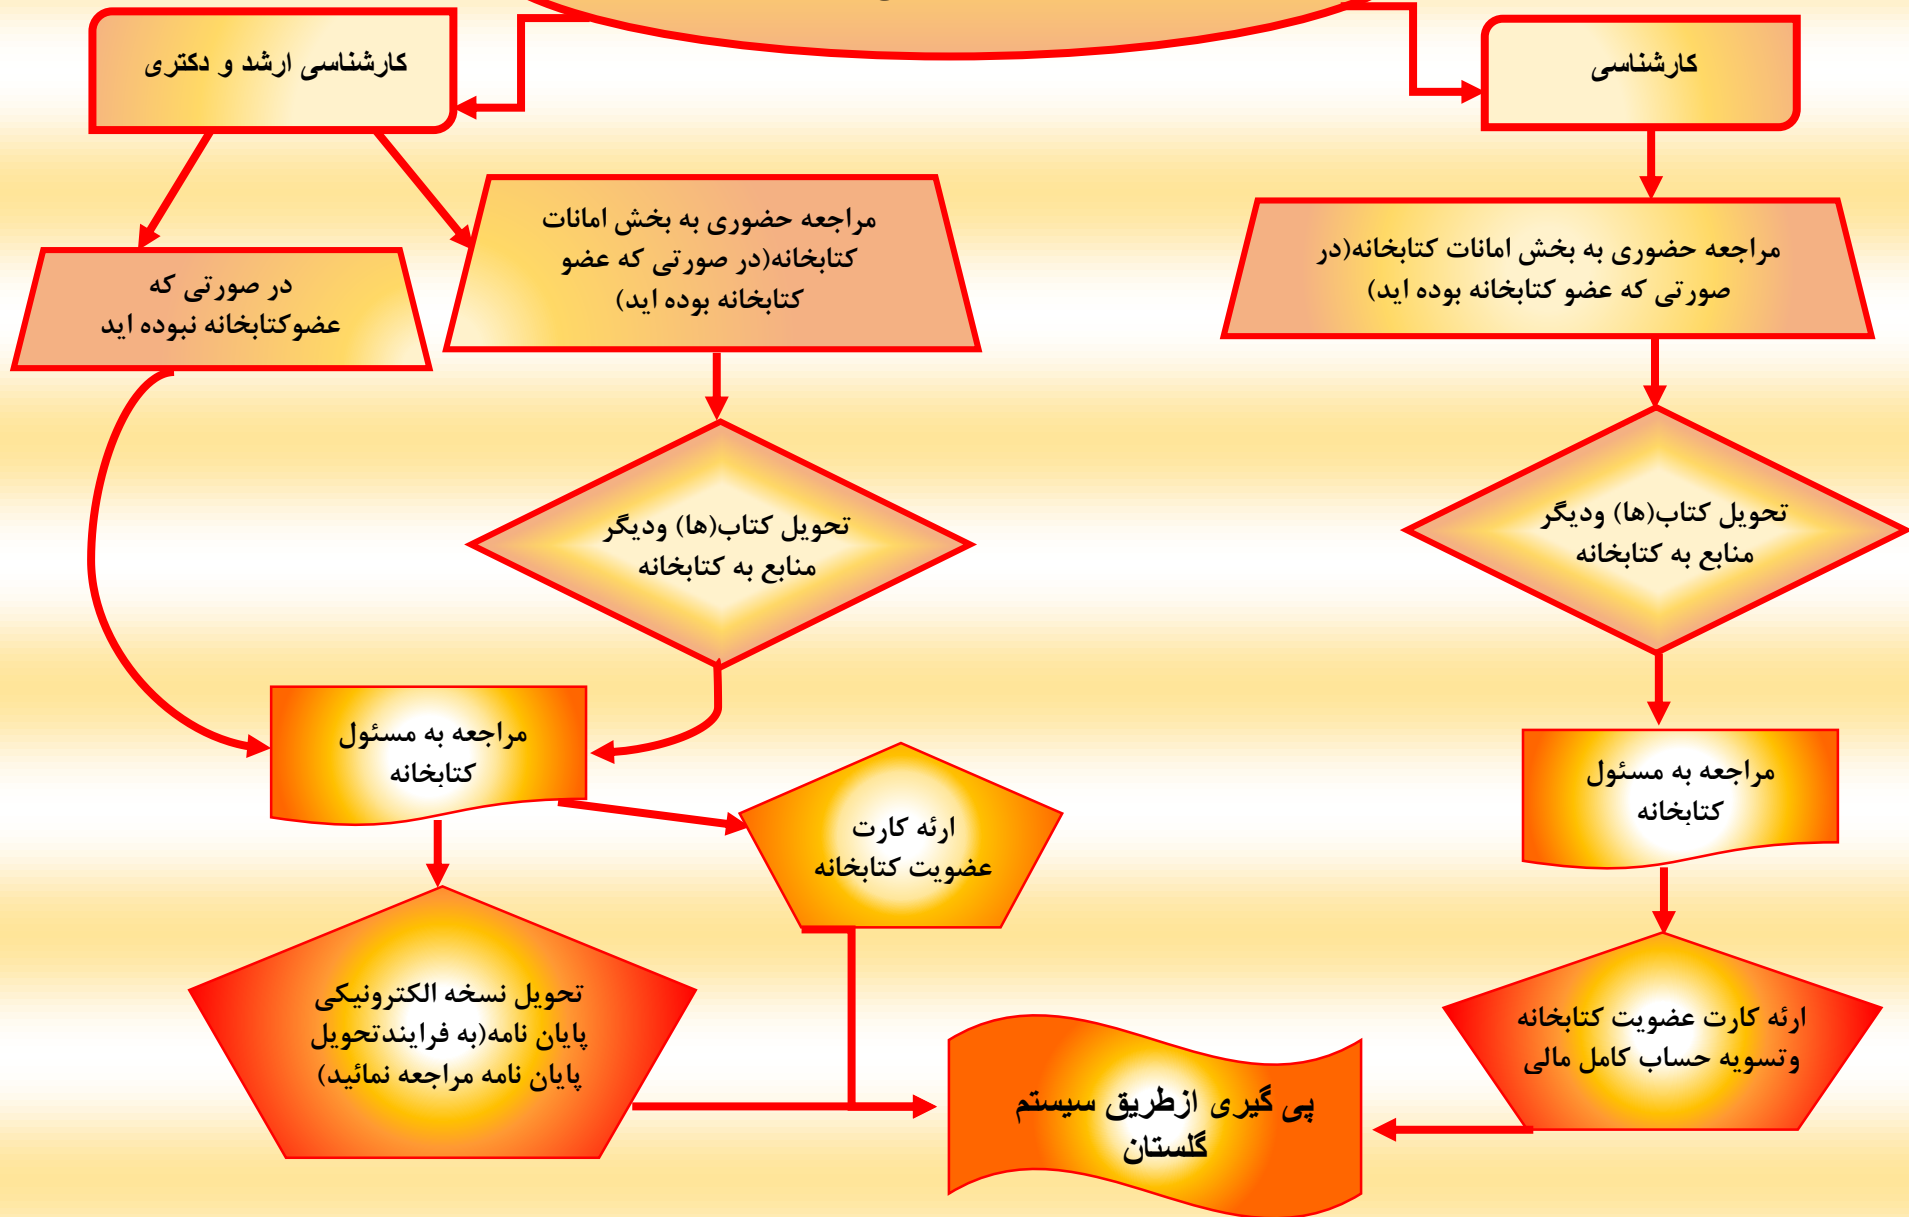 کارشناسی
کارشناسی ارشد و دکتری
مراجعه حضوری به بخش امانات کتابخانه(در
صورتی که عضو کتابخانه بوده اید)
مراجعه حضوری به بخش امانات
کتابخانه(در صورتی که عضو
کتابخانه بوده اید)
در صورتی که
عضوکتابخانه نبوده اید
تحویل کتاب(ها) ودیگر
منابع به کتابخانه
تحویل کتاب(ها) ودیگر
منابع به کتابخانه
مراجعه به مسئول
کتابخانه
مراجعه به مسئول
کتابخانه
ارئه کارت
عضویت کتابخانه
ارئه کارت عضویت کتابخانه
وتسویه حساب کامل مالی
تحویل نسخه الکترونیکی
پایان نامه(به فرایندتحویل
پایان نامه مراجعه نمائید)
پی گیری ازطریق سیستم
گلستان